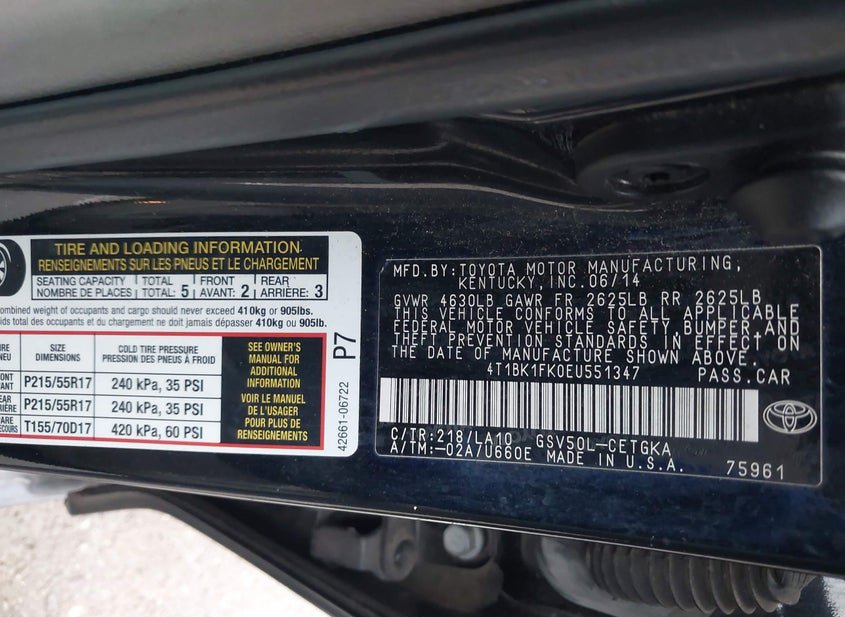 TIRE AND LOADING INFORMATION
RENSEIGNEMENTS SUR LES PNEUS ET LE CHARGEMENT
SEATING CAPACITY TOTAL: 5 FRONT 2 REAR 3
NOMBRE DE PLACES TOTAL: AVANT: ARRIÈRE:
combined weight of occupants and cargo should never exceed 410kg or 905lbs.
total des occupants et du chargement ne doit jamais dépasser 410kg ou 905lb.
SIZE COLD TIRE PRESSURE
DIMENSIONS PRESSION DES PNEUS À FROID
P215/55R17 240 kPa, 35 PSI
P215/55R17 240 kPa, 35 PSI
T155/70D17 420 kPa, 60 PSI
SEE OWNER'S
MANUAL FOR
ADDITIONAL
INFORMATION
VOIR LE MANUEL
DE L'USAGER
POUR PLUS DE
RENSEIGNEMENTS
P7
42661-06722
MFD.BY:TOYOTA MOTOR MANUFACTURING,
KENTUCKY, INC.06/14
GVWR 4630LB GAWR FR 2625LB RR 2625LB
THIS VEHICLE CONFORMS TO ALL APPLICABLE
FEDERAL MOTOR VEHICLE SAFETY, BUMPER, AND
THEFT PREVENTION STANDARDS IN EFFECT ON
THE DATE OF MANUFACTURE SHOWN ABOVE.
4T1BK1FK0EU551347 PASS.CAR
C/TR:218/LA10 GSV50L-CETGKA
A/TM:-02A/U660E MADE IN U.S.A. 75961